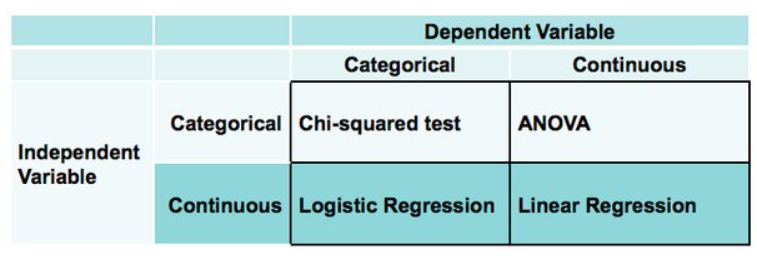 Dependent Variable
Categorical Continuous
Independent Variable
Categorical Chi-squared test ANOVA
Continuous Logistic Regression Linear Regression